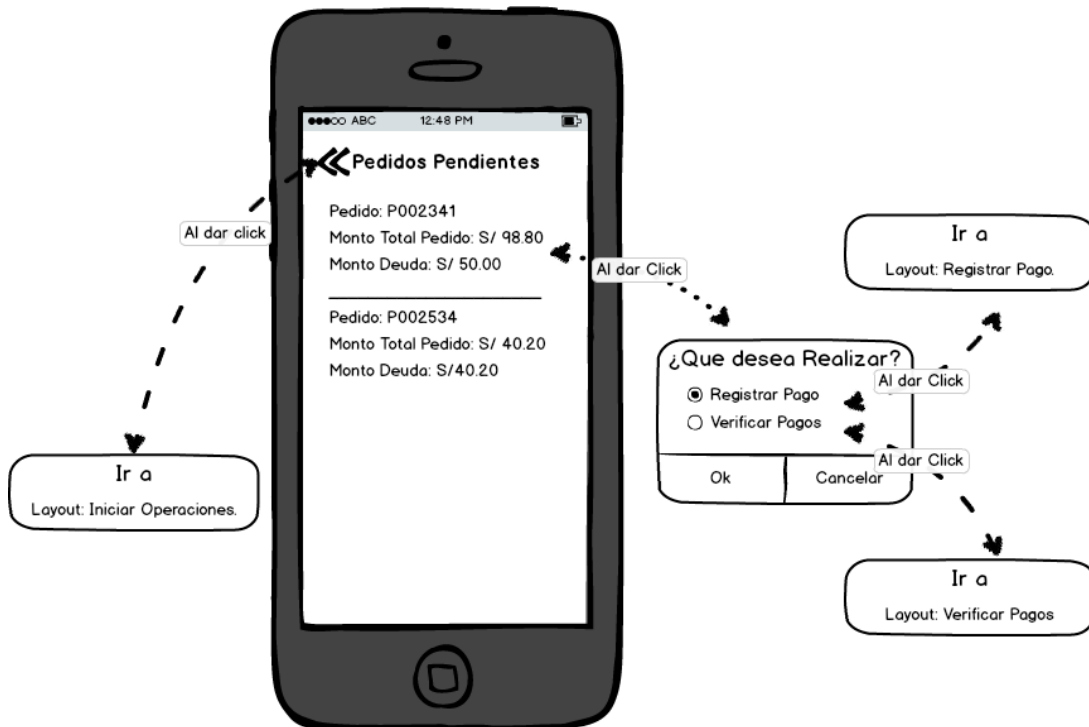 ABC 12:48 PM
Pedidos Pendientes
Pedido: P002341
Monto Total Pedido: S/ 98.80
Monto Deuda: S/ 50.00
Pedido: P002534
Monto Total Pedido: S/ 40.20
Monto Deuda: S/40.20
Al dar click
Ir a
Layout: Iniciar Operaciones.
Al dar Click
¿Que desea Realizar?
Registrar Pago
Verificar Pagos
Ok Cancelar
Al dar Click
Ir a
Layout: Registrar Pago.
Al dar Click
Ir a
Layout: Verificar Pagos